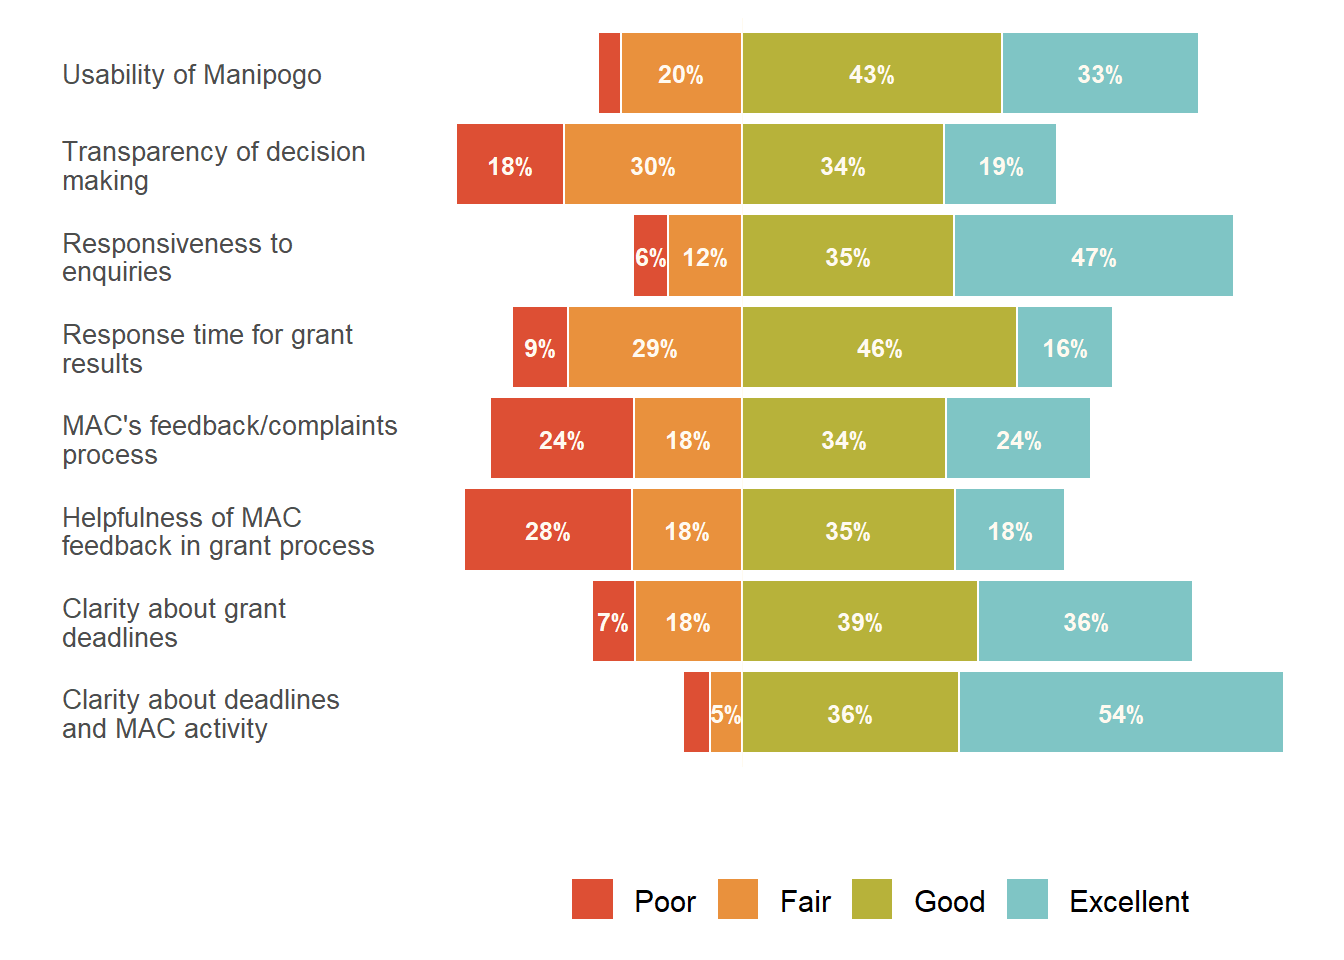 Usability of Manipogo
20% 43% 33%
Transparency of decision
making
18% 30% 34% 19%
Responsiveness to
enquiries
6% 12% 35% 47%
Response time for grant
results
9% 29% 46% 16%
MAC's feedback/complaints
process
24% 18% 34% 24%
Helpfulness of MAC
feedback in grant process
28% 18% 35% 18%
Clarity about grant
deadlines
7% 18% 39% 36%
Clarity about deadlines
and MAC activity
5% 36% 54%
Poor Fair Good Excellent